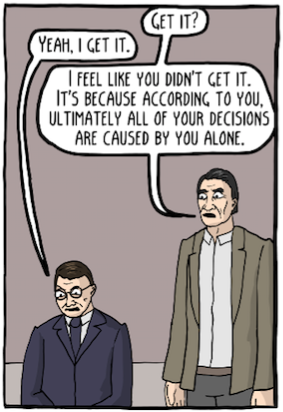 GET IT?
YEAH, I GET IT.
I FEEL LIKE YOU DIDN'T GET IT.
IT'S BECAUSE ACCORDING TO YOU,
ULTIMATELY ALL OF YOUR DECISIONS
ARE CAUSED BY YOU ALONE.